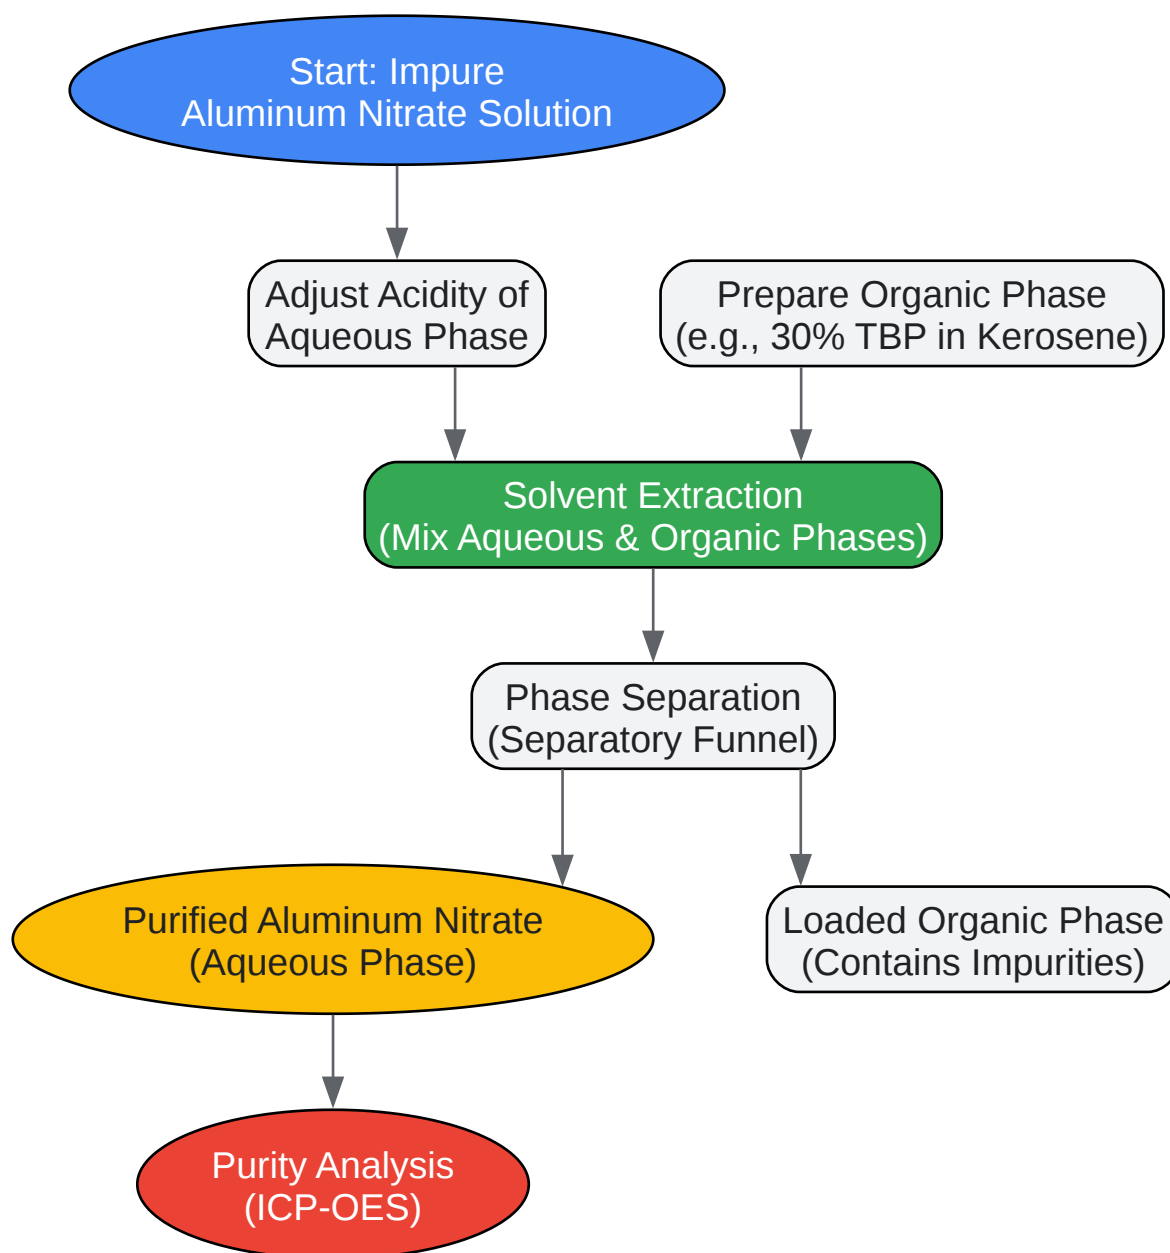 Start: Impure
Aluminum Nitrate Solution
Adjust Acidity of
Aqueous Phase
Prepare Organic Phase
(e.g., 30% TBP in Kerosene)
Solvent Extraction
(Mix Aqueous & Organic Phases)
Phase Separation
(Separatory Funnel)
Purified Aluminum Nitrate
(Aqueous Phase)
Loaded Organic Phase
(Contains Impurities)
Purity Analysis
(ICP-OES)